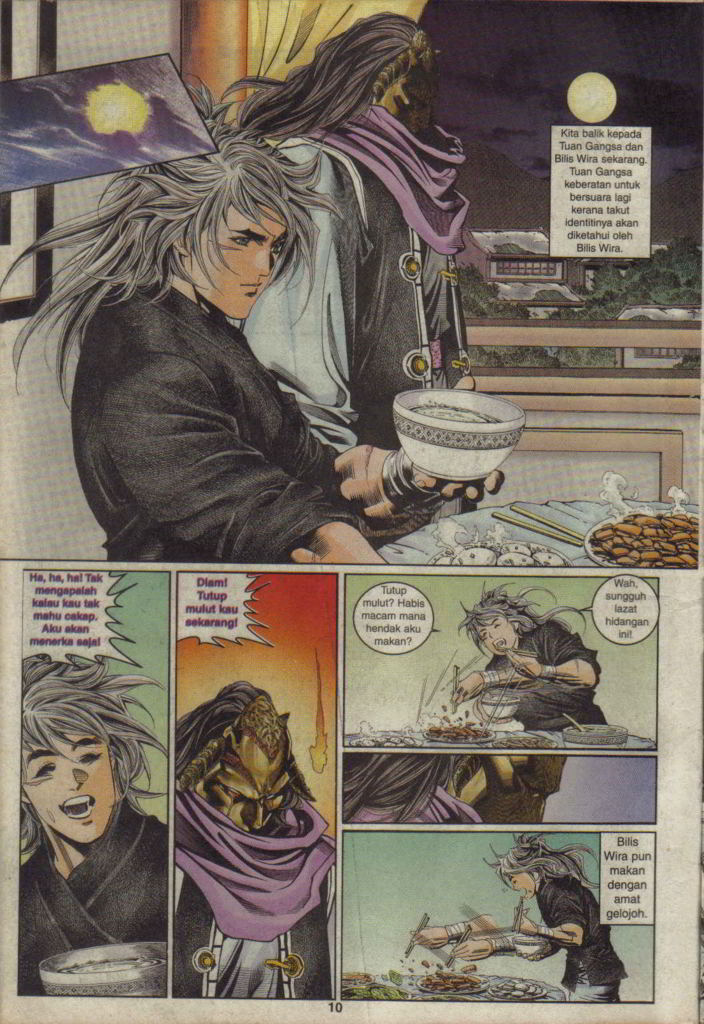 Kita balik kepada
Tuan Gangsa dan
Bilis Wira sekarang.
Tuan Gangsa
keberatan untuk
bersuara lagi
kerana takut
identitinya akan
diketahui oleh
Bilis Wira.
Ha, ha, ha! Tak
mengapalah
kalau kau tak
mahu cakap.
Aku akan
menerka saja!
Diam!
Tutup
mulut kau
sekarang!
Tutup
mulut? Habis
macam mana
hendak aku
makan?
Wah,
sungguh
lazat
hidangan
ini!
Bilis
Wira pun
makan
dengan
amat
gelojoh.
10